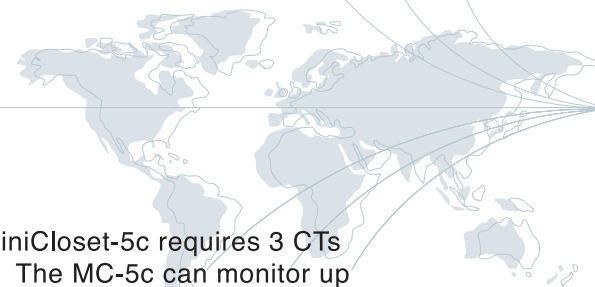 iniCloset-5c requires 3 CTs
The MC-5c can monitor up